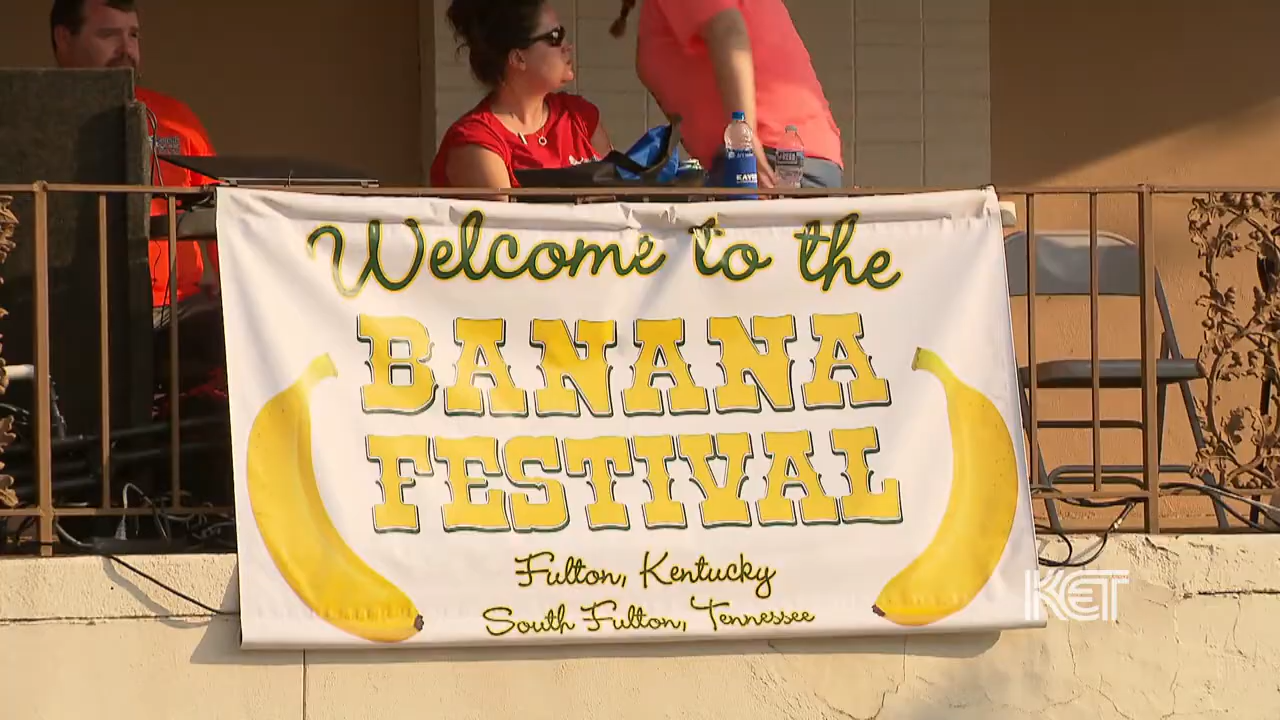 Welcome to the
BANANA
FESTIVAL
Fulton, Kentucky
South Fulton, Tennessee
KET